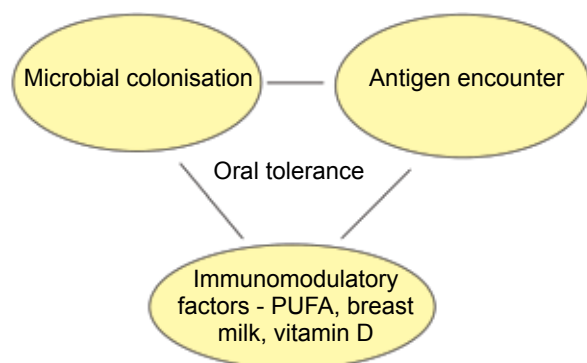 Microbial colonisation
Antigen encounter
Oral tolerance
Immunomodulatory
factors - PUFA, breast
milk, vitamin D